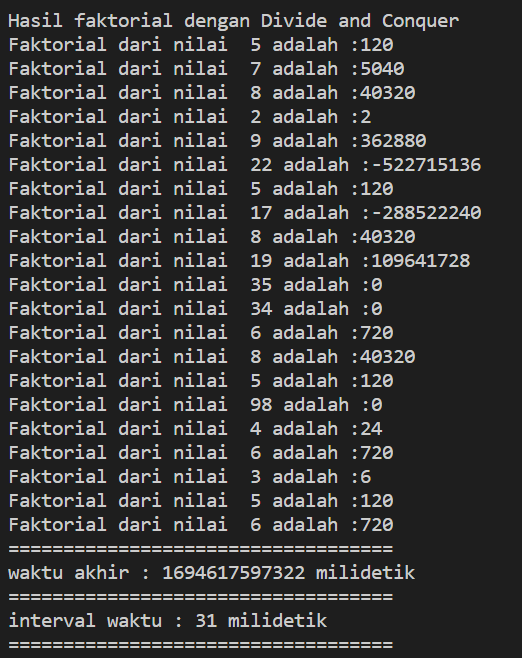 Hasil faktorial dengan Divide and Conquer
Faktorial dari nilai  5 adalah :120
Faktorial dari nilai  7 adalah :5040
Faktorial dari nilai  8 adalah :40320
Faktorial dari nilai  2 adalah :2
Faktorial dari nilai  9 adalah :362880
Faktorial dari nilai  22 adalah :-522715136
Faktorial dari nilai  5 adalah :120
Faktorial dari nilai  17 adalah :-288522240
Faktorial dari nilai  8 adalah :40320
Faktorial dari nilai  19 adalah :109641728
Faktorial dari nilai  35 adalah :0
Faktorial dari nilai  34 adalah :0
Faktorial dari nilai  6 adalah :720
Faktorial dari nilai  8 adalah :40320
Faktorial dari nilai  5 adalah :120
Faktorial dari nilai  98 adalah :0
Faktorial dari nilai  4 adalah :24
Faktorial dari nilai  6 adalah :720
Faktorial dari nilai  3 adalah :6
Faktorial dari nilai  5 adalah :120
Faktorial dari nilai  6 adalah :720
===================================
waktu akhir : 1694617597322 milidetik
===================================
interval waktu : 31 milidetik
===================================